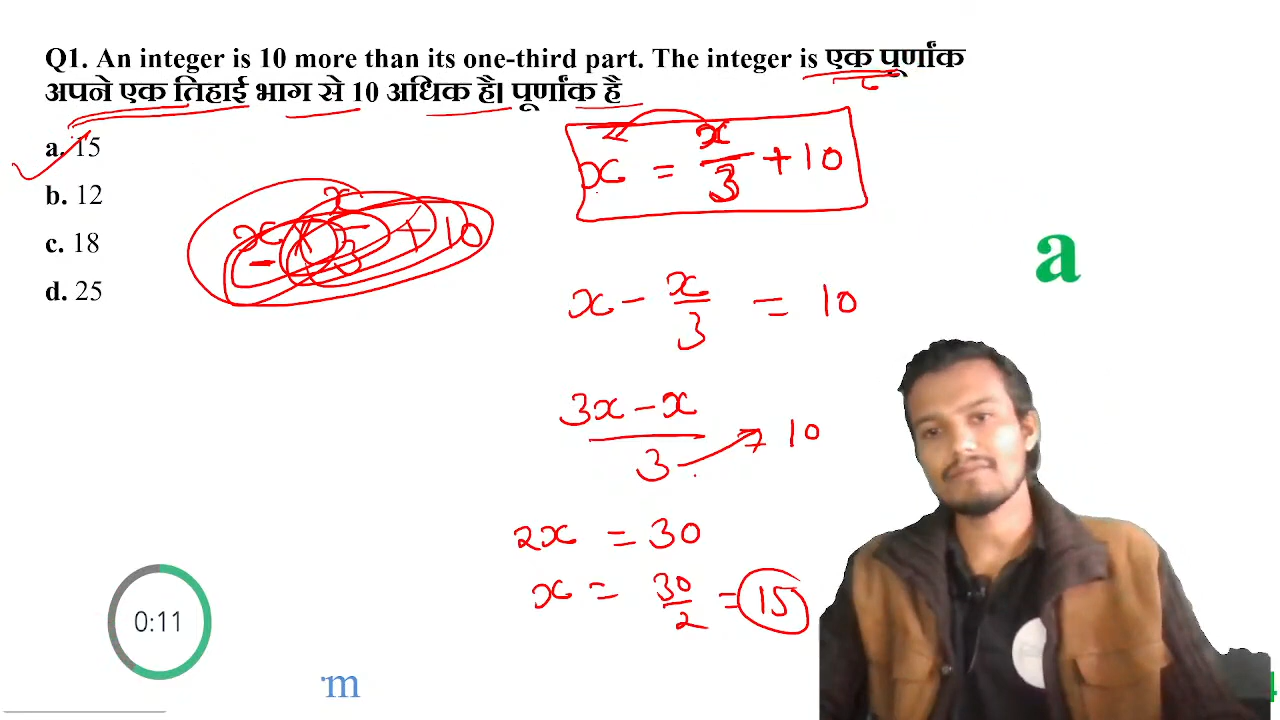 Q1. An integer is 10 more than its one-third part. The integer is एक पूर्णांक
अपने एक तिहाई भाग से 10 अधिक है। पूर्णांक है
a. 15
b. 12
c. 18
d. 25
x = x/3 + 10
x - x/3 = 10
3x - x
3
10
2x = 30
x = 30/2 = 15
a
0:11
m